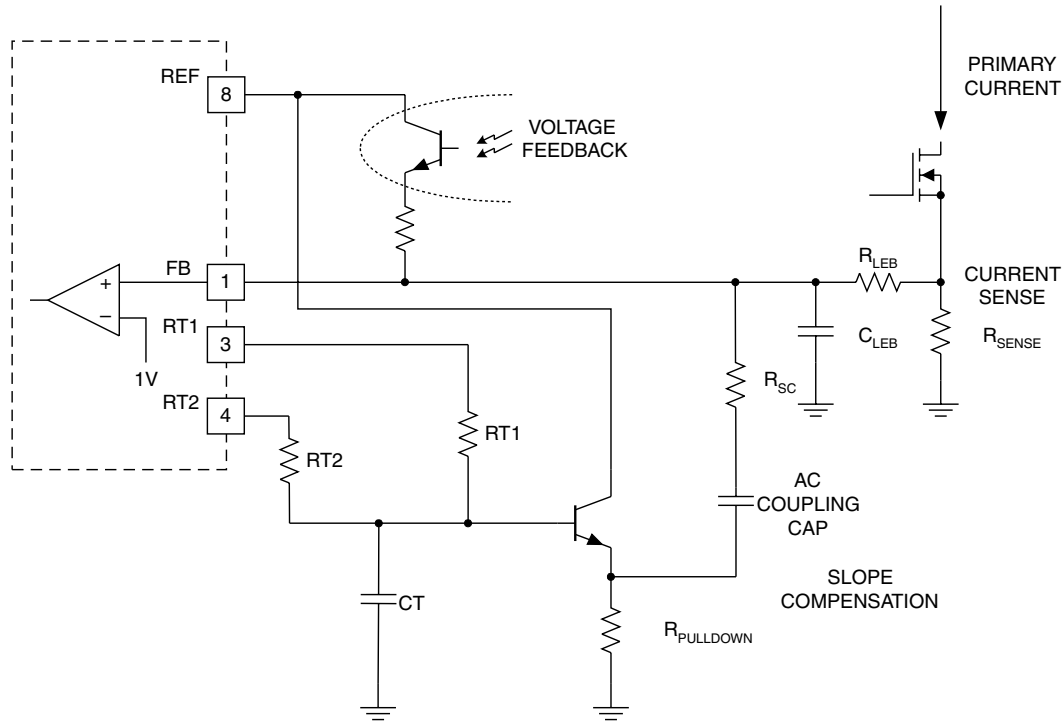 REF
8
VOLTAGE
FEEDBACK
PRIMARY
CURRENT
FB
1
+
−
1V
RT1
3
RT2
4
R_LEB
CURRENT
SENSE
C_LEB
R_SENSE
R_SC
RT1
RT2
AC
COUPLING
CAP
CT
SLOPE
COMPENSATION
R_PULLDOWN